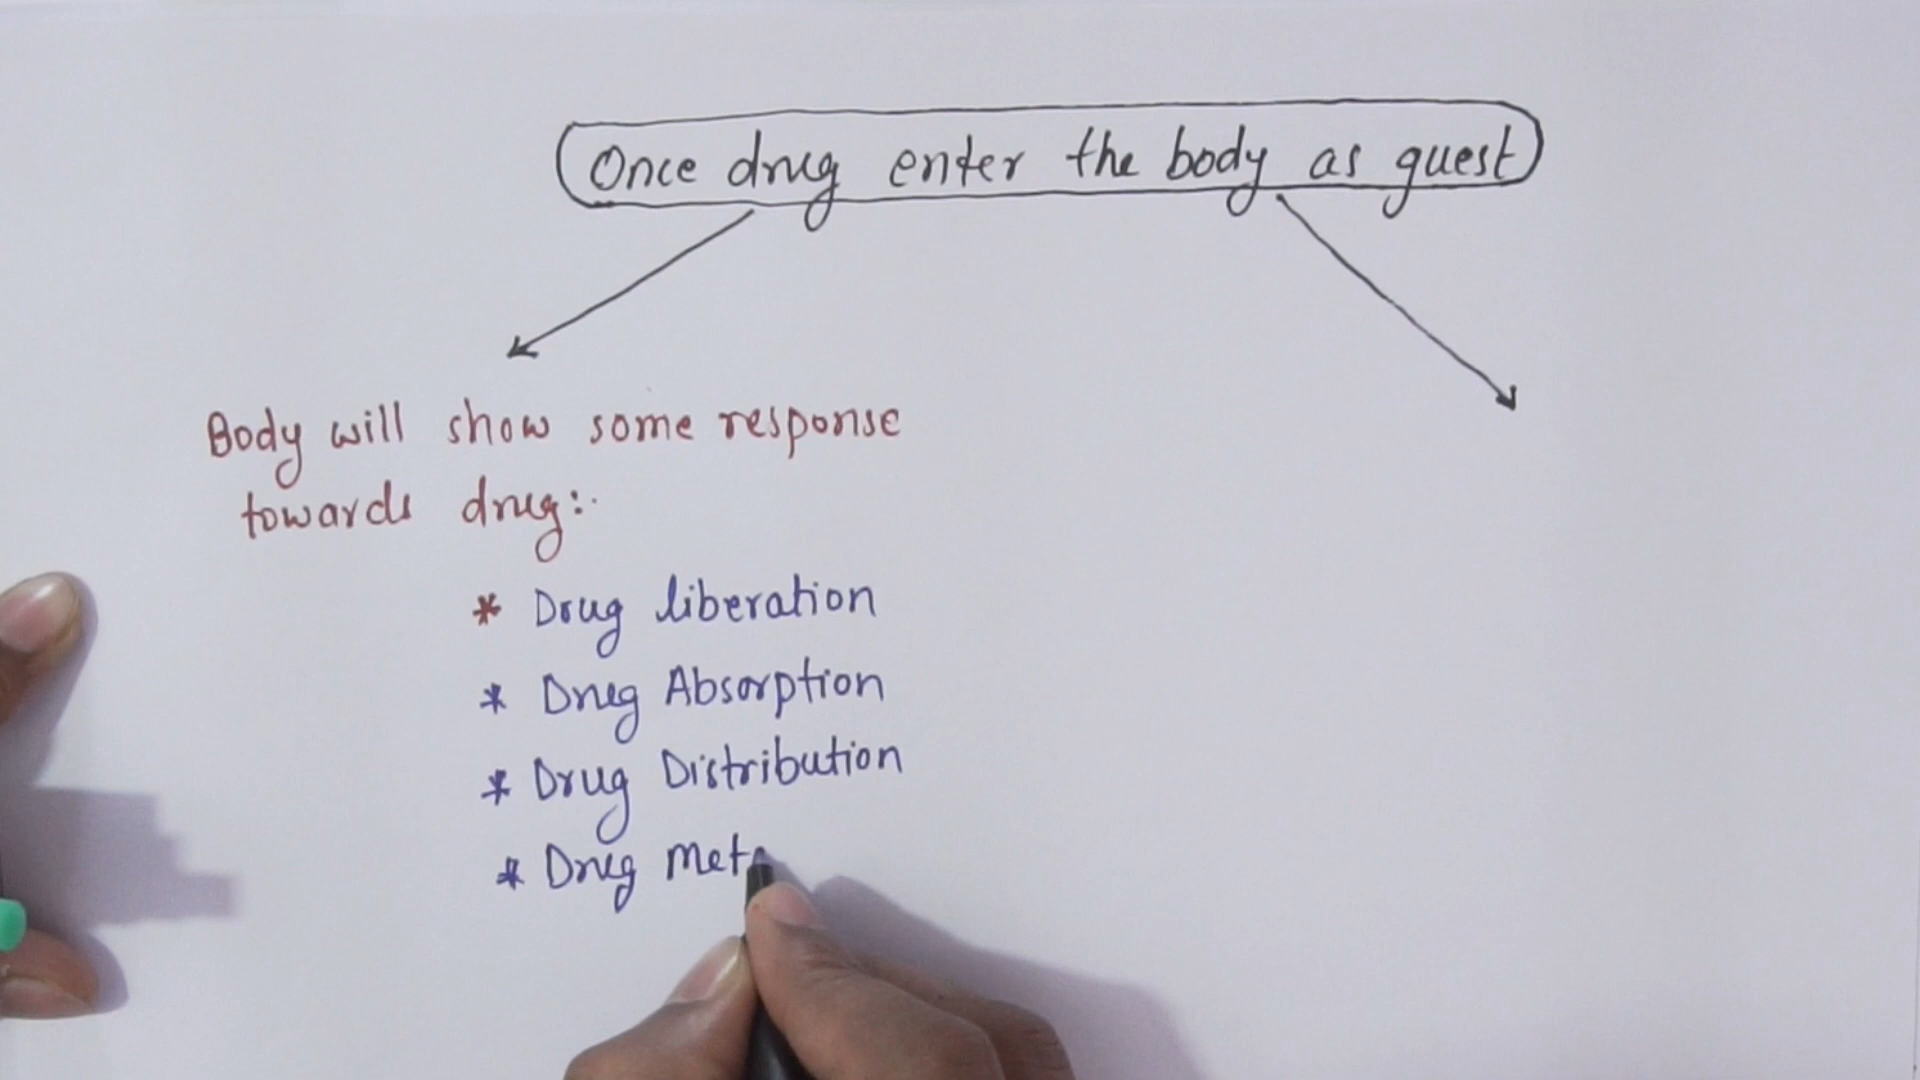 Once drug enter the body as guest
Body will show some response
towards drug:-
* Drug liberation
* Drug Absorption
* Drug Distribution
* Drug Met